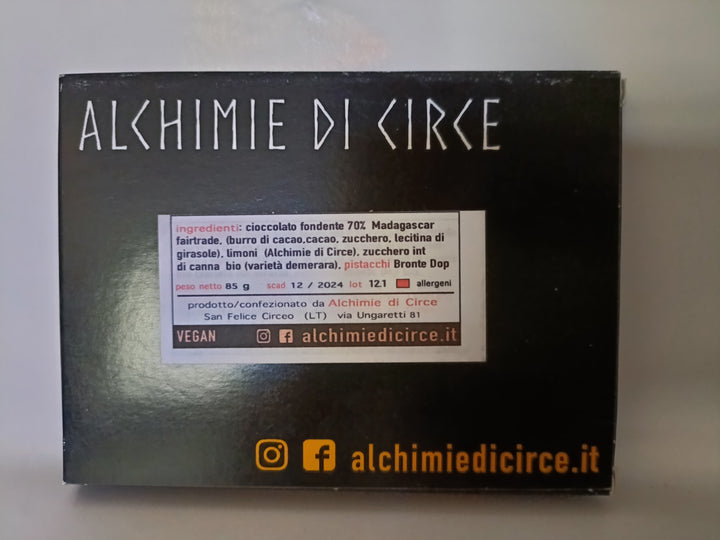 ALCHIMIE DI CIRCE
ingredienti: cioccolato fondente 70% Madagascar
fairtrade, (burro di cacao,cacao, zucchero, lecitina di
girasole), limoni (Alchimie di Circe), zucchero int
di canna bio (varietà demerara), pistacchi Bronte Dop
peso netto 85 g scad 12 / 2024 lot 12.1 allergeni
prodotto/confezionato da Alchimie di Circe
San Felice Circeo (LT) via Ungaretti 81
VEGAN alchimiedicirce.it
alchimiedicirce.it